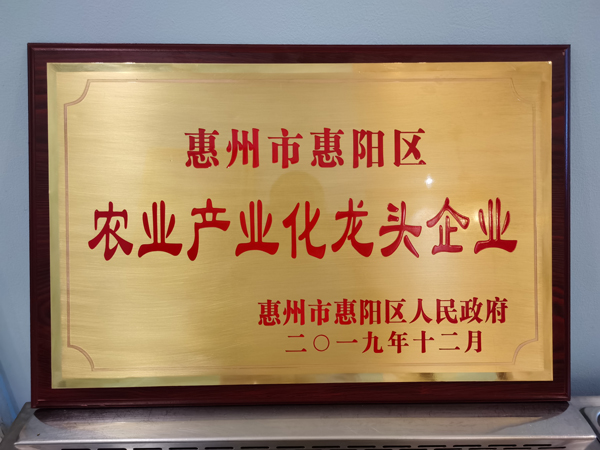 惠州市惠阳区
农业产业化龙头企业
惠州市惠阳区人民政府
二〇一九年十二月